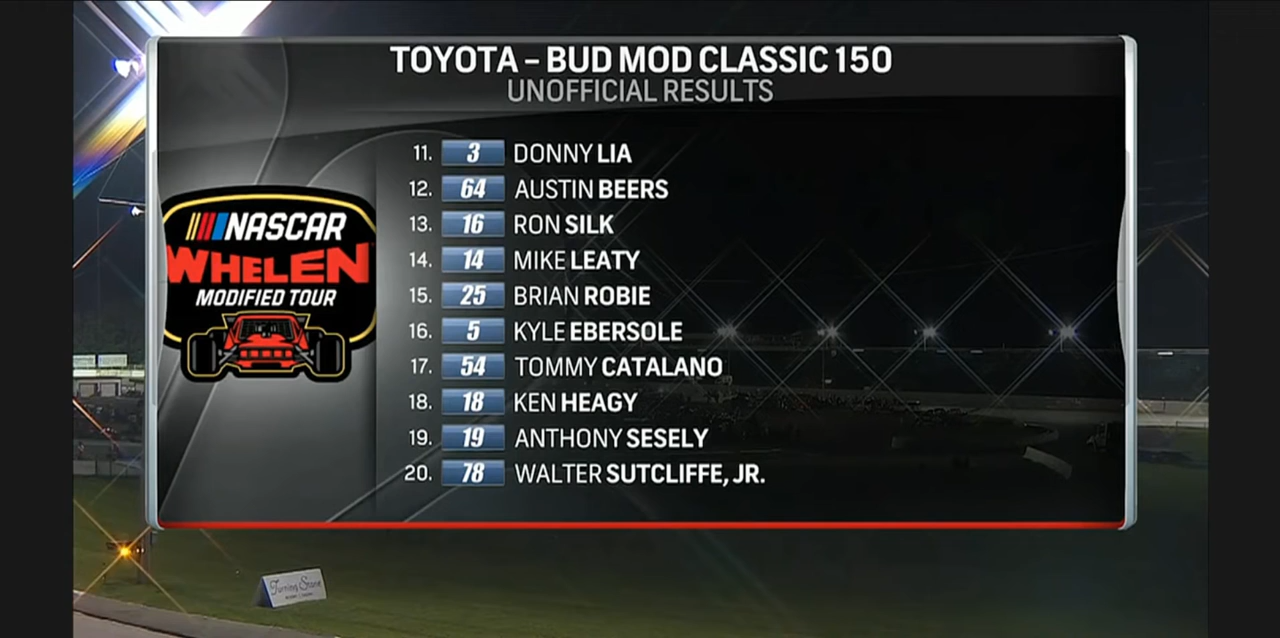 TOYOTA – BUD MOD CLASSIC 150
UNOFFICIAL RESULTS
NASCAR
WHELEN
MODIFIED TOUR
11. 3 DONNY LIA
12. 64 AUSTIN BEERS
13. 16 RON SILK
14. 14 MIKE LEATY
15. 25 BRIAN ROBIE
16. 5 KYLE EBERSOLE
17. 54 TOMMY CATALANO
18. 18 KEN HEAGY
19. 19 ANTHONY SESELY
20. 78 WALTER SUTCLIFFE, JR.
Turning Stone